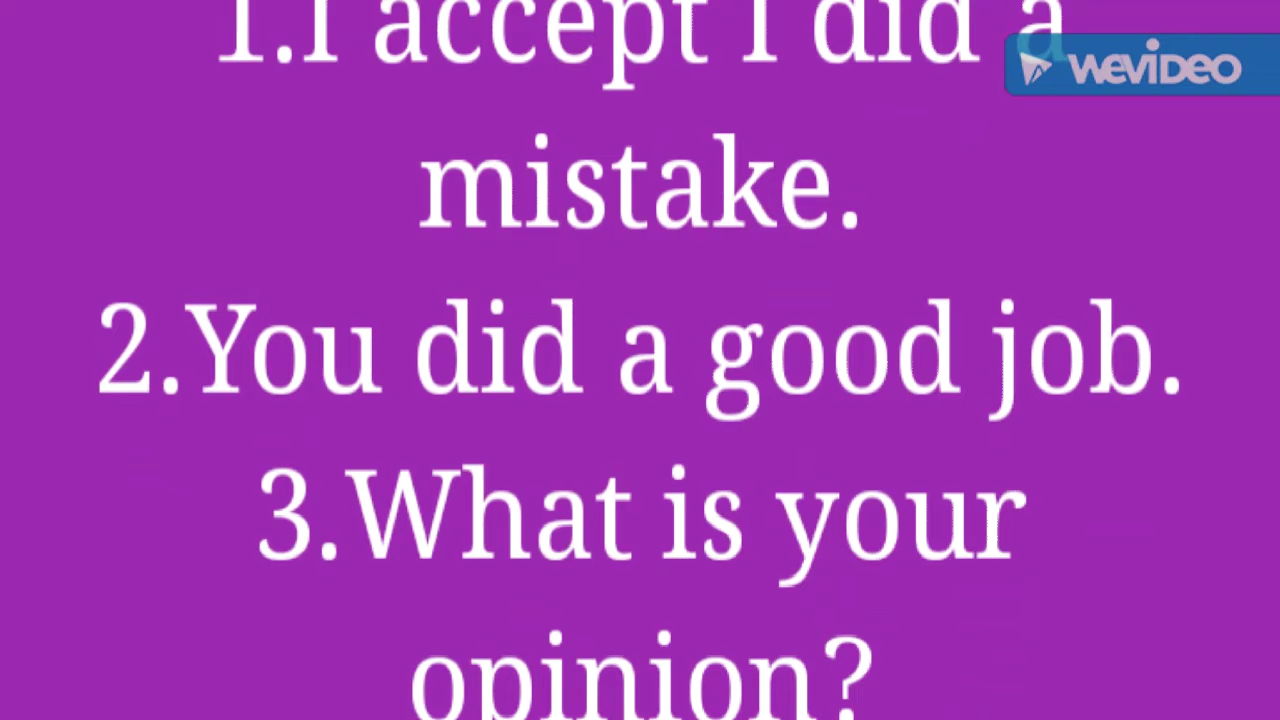 1.I accept I did a
WEVIDEO
mistake.
2.You did a good job.
3.What is your
opinion?